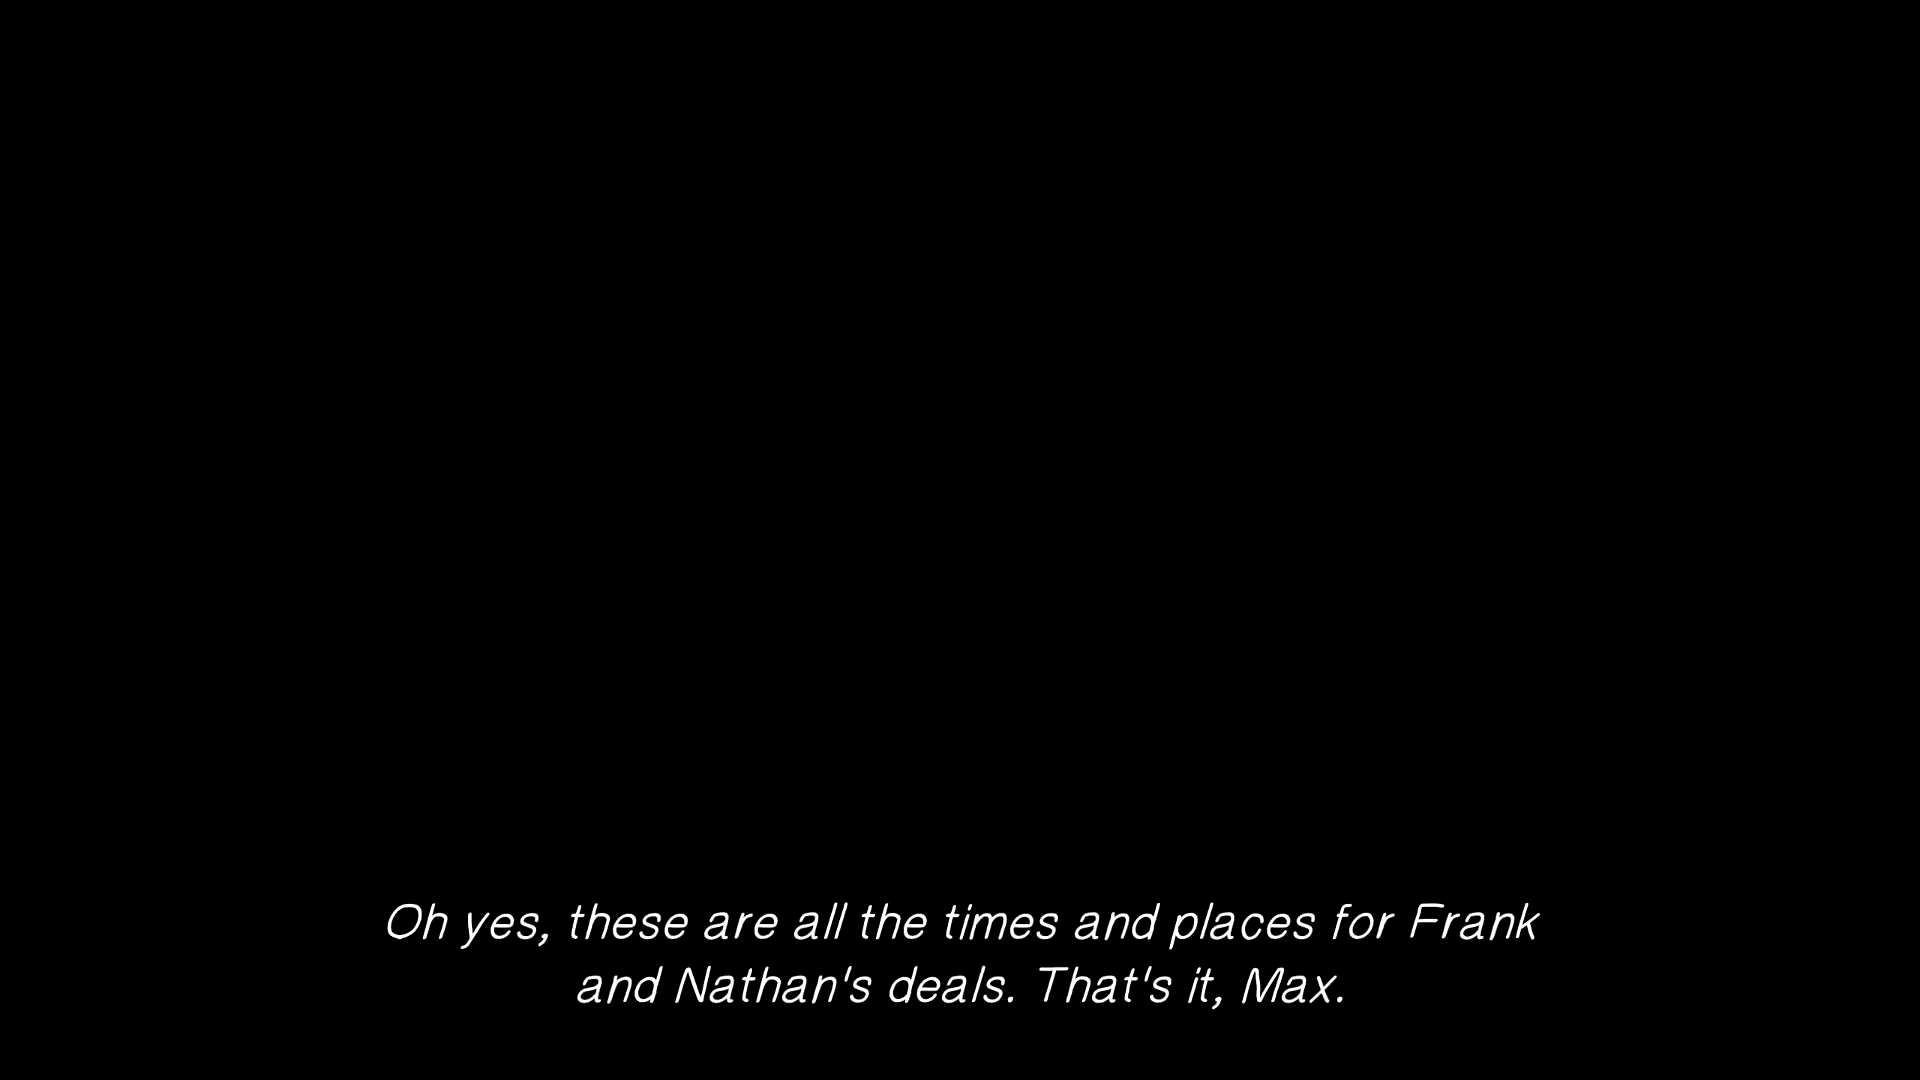 Oh yes, these are all the times and places for Frank
and Nathan's deals. That's it, Max.